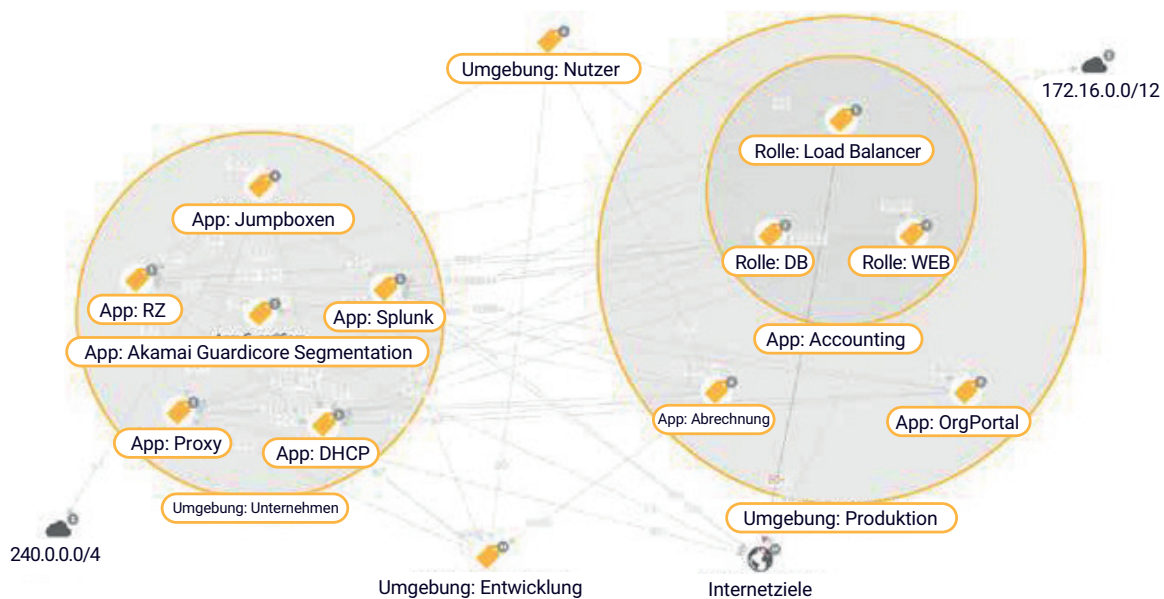 Umgebung: Nutzer
172.16.0.0/12
Rolle: Load Balancer
App: Jumpboxen
Rolle: DB
Rolle: WEB
App: RZ
App: Splunk
App: Accounting
App: Akamai Guardicore Segmentation
App: Abrechnung
App: OrgPortal
App: Proxy
App: DHCP
Umgebung: Unternehmen
Umgebung: Produktion
240.0.0.0/4
Umgebung: Entwicklung
Internetziele